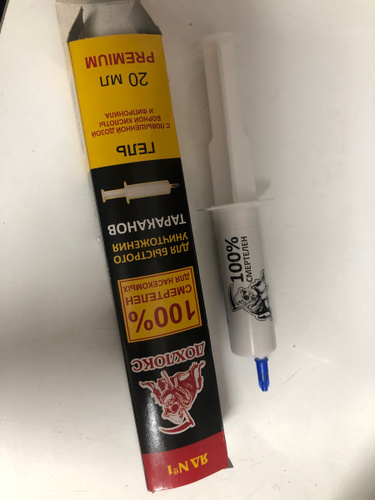 ЯД №1
ДОХЛОКС
100%
СМЕРТЕЛЕН
ДЛЯ НАСЕКОМЫХ
ДЛЯ БЫСТРОГО
УНИЧТОЖЕНИЯ
ТАРАКАНОВ
ГЕЛЬ
С ПОВЫШЕННОЙ ДОЗОЙ
БОРНОЙ КИСЛОТЫ
И ФИПРОНИЛА
20 МЛ
PREMIUM
100%
СМЕРТЕЛЕН